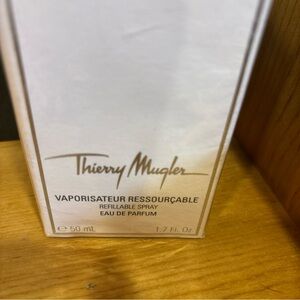 Thierry Mugler
VAPORISATEUR RESSOURÇABLE
REFILLABLE SPRAY
EAU DE PARFUM
℮ 50 mL 1.7 Fl. Oz